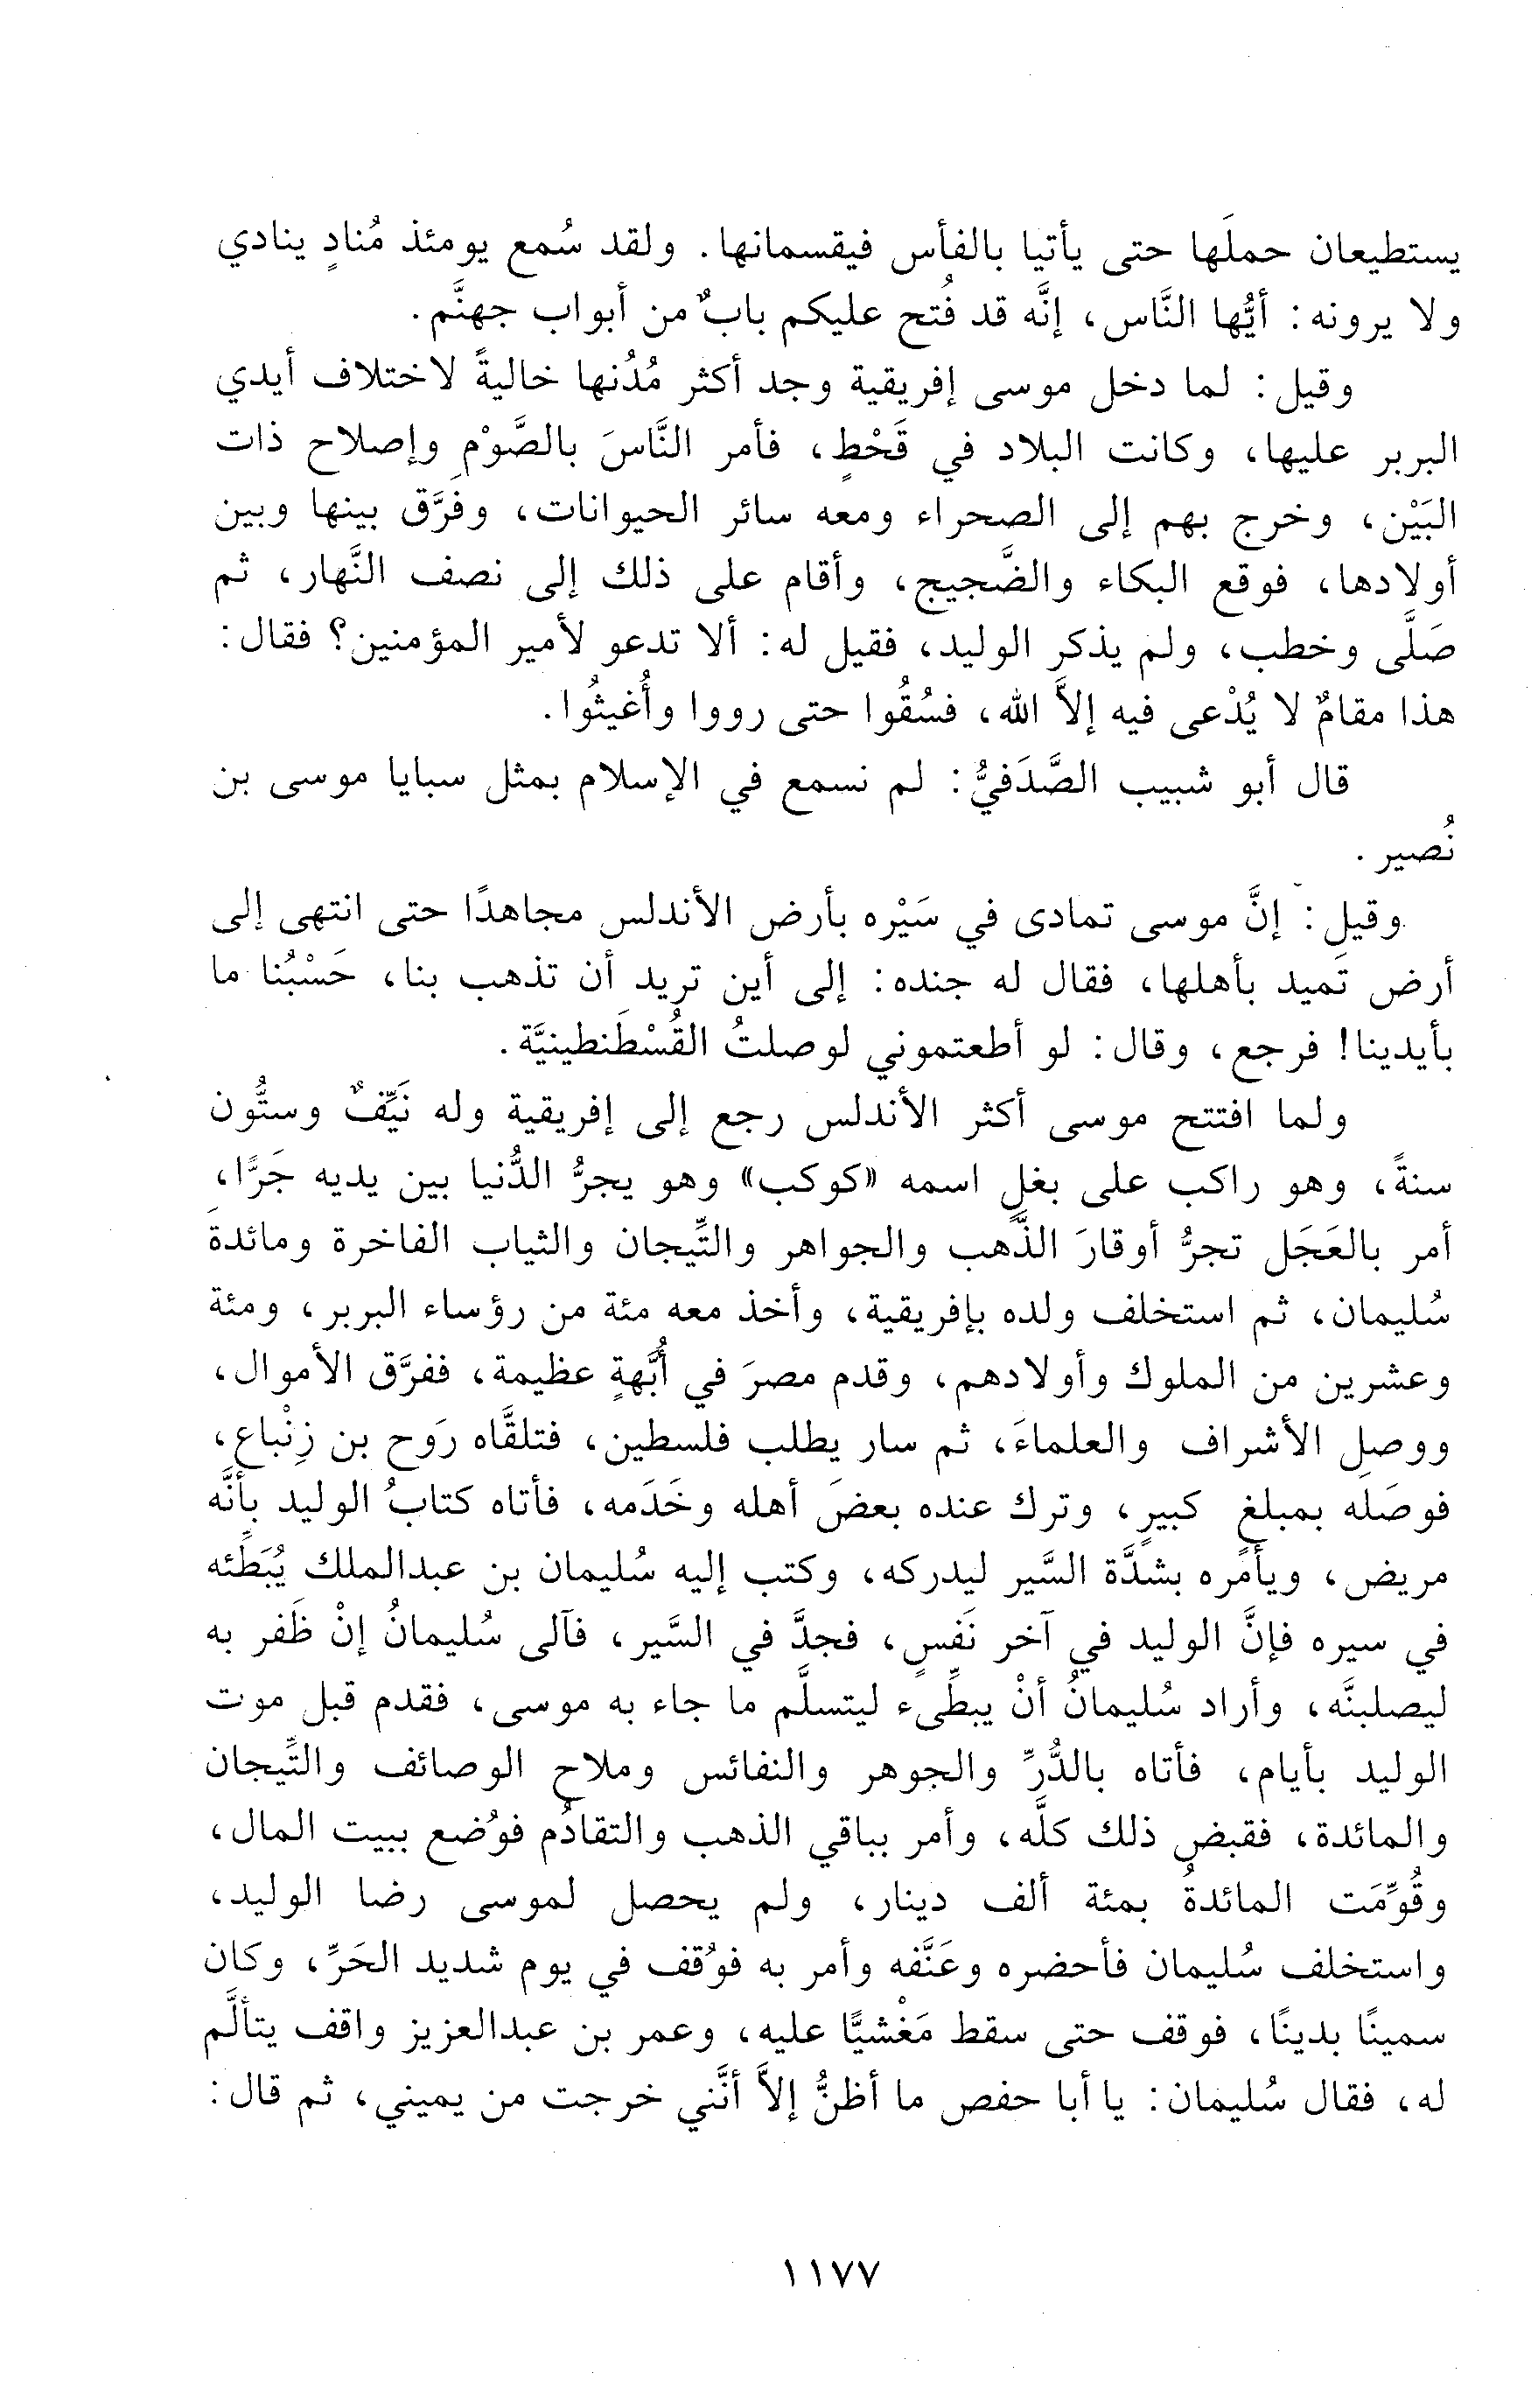 يستطيعان حملَها حتى يأتيا بالفأس فيقسمانها. ولقد سُمع يومئذ مُنادٍ ينادي
ولا يرونه: أيُّها النَّاس، إنَّه قد فُتح عليكم بابٌ من أبواب جهنَّم.
وقيل: لما دخل موسى إفريقية وجد أكثر مُدُنها خاليةً لاختلاف أيدي
البربر عليها، وكانت البلاد في قَحْطٍ، فأمر النَّاسَ بالصَّوْمِ وإصلاح ذات
البَيْن، وخرج بهم إلى الصحراء ومعه سائر الحيوانات، وفَرَّق بينها وبين
أولادها، فوقع البكاء والضَّجيج، وأقام على ذلك إلى نصف النَّهار، ثم
صَلَّى وخطب، ولم يذكر الوليد، فقيل له: ألا تدعو لأمير المؤمنين؟ فقال:
هذا مقامٌ لا يُدْعى فيه إلاَّ الله، فسُقُوا حتى رووا وأُغيثُوا.
قال أبو شبيب الصَّدَفيُّ: لم نسمع في الإسلام بمثل سبايا موسى بن
نُصير.
وقيل: إنَّ موسى تمادى في سَيْره بأرض الأندلس مجاهدًا حتى انتهى إلى
أرض تَميد بأهلها، فقال له جنده: إلى أين تريد أن تذهب بنا، حَسْبُنا ما
بأيدينا! فرجع، وقال: لو أطعتموني لوصلتُ القُسْطَنطينيَّة.
ولما افتتح موسى أكثر الأندلس رجع إلى إفريقية وله نَيِّفٌ وستُّون
سنةً، وهو راكب على بغلٍ اسمه «كوكب» وهو يجرُّ الدُّنيا بين يديه جَرًّا،
أمر بالعَجَل تجرُّ أوقارَ الذَّهب والجواهر والتِّيجان والثياب الفاخرة ومائدةَ
سُليمان، ثم استخلف ولده بإفريقية، وأخذ معه مئة من رؤساء البربر، ومئة
وعشرين من الملوك وأولادهم، وقدم مصرَ في أُبَّهةٍ عظيمة، ففرَّق الأموال،
ووصل الأشراف والعلماءَ، ثم سار يطلب فلسطين، فتلقَّاه رَوح بن زِنْباع،
فوصَلَه بمبلغٍ كبيرٍ، وترك عنده بعضَ أهله وخَدَمه، فأتاه كتابُ الوليد بأنَّه
مريض، ويأمره بشدَّة السَّير ليدركه، وكتب إليه سُليمان بن عبدالملك يُبَطِّئه
في سيره فإنَّ الوليد في آخر نَفَسٍ، فجدَّ في السَّير، فآلى سُليمانُ إنْ ظَفر به
ليصلبنَّه، وأراد سُليمانُ أنْ يبطِّىء ليتسلَّم ما جاء به موسى، فقدم قبل موت
الوليد بأيام، فأتاه بالدُّرِّ والجوهر والنفائس وملاح الوصائف والتِّيجان
والمائدة، فقبض ذلك كلَّه، وأمر بباقي الذهب والتقادُم فوُضع ببيت المال،
وقُوِّمَت المائدةُ بمئة ألف دينار، ولم يحصل لموسى رضا الوليد،
واستخلف سُليمان فأحضره وعَنَّفه وأمر به فوُقف في يوم شديد الحَرِّ، وكان
سمينًا بدينًا، فوقف حتى سقط مَغْشيًّا عليه، وعمر بن عبدالعزيز واقف يتألَّم
له، فقال سُليمان: يا أبا حفص ما أظنُّ إلاَّ أنَّني خرجت من يميني، ثم قال:
١١٧٧